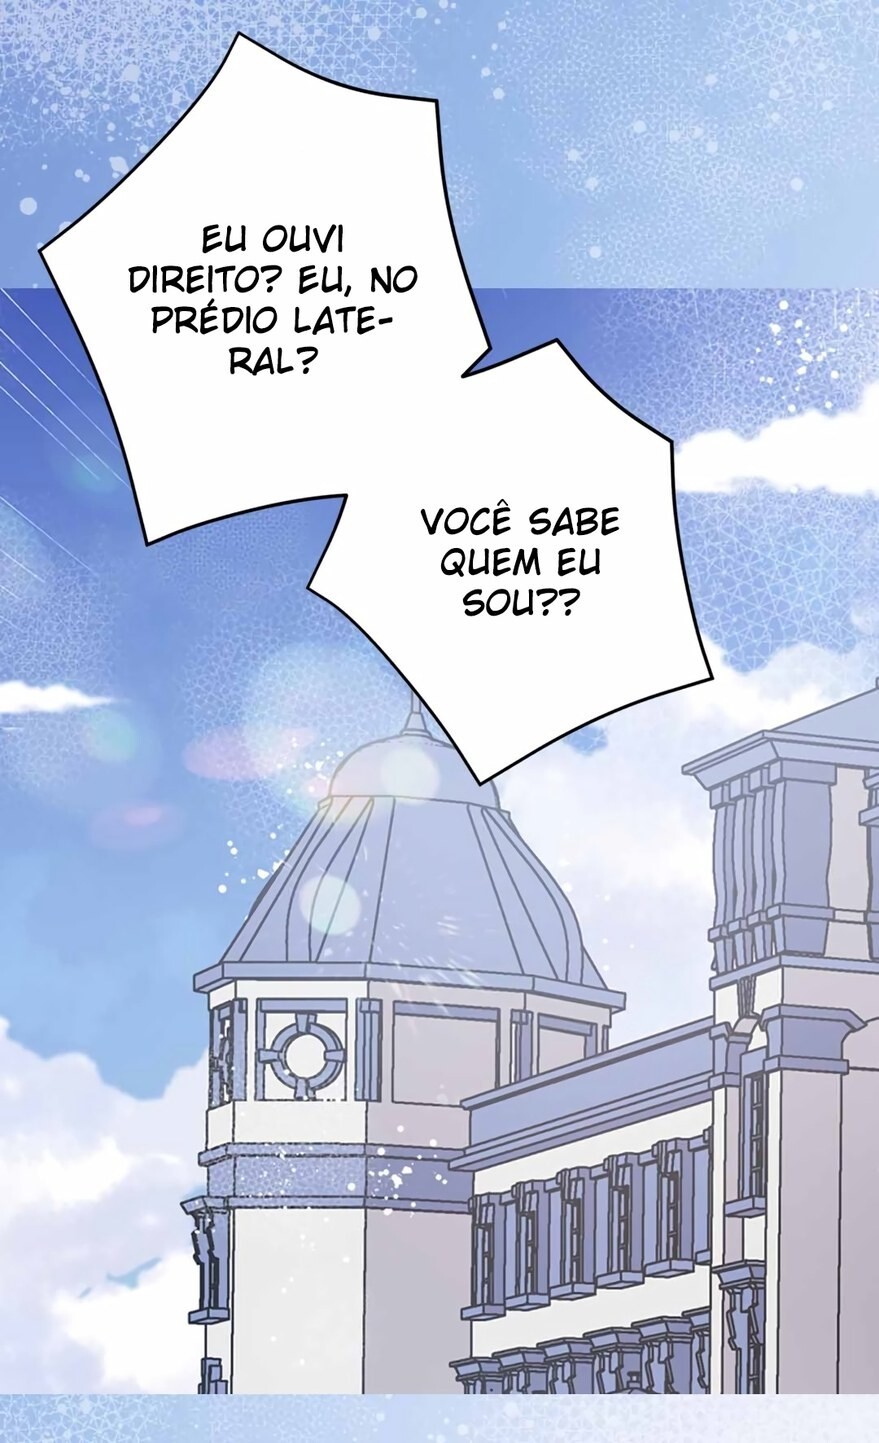 EU OUVI
DIREITO? EU, NO
PRÉDIO LATE-
RAL?
VOCÊ SABE
QUEM EU
SOU??